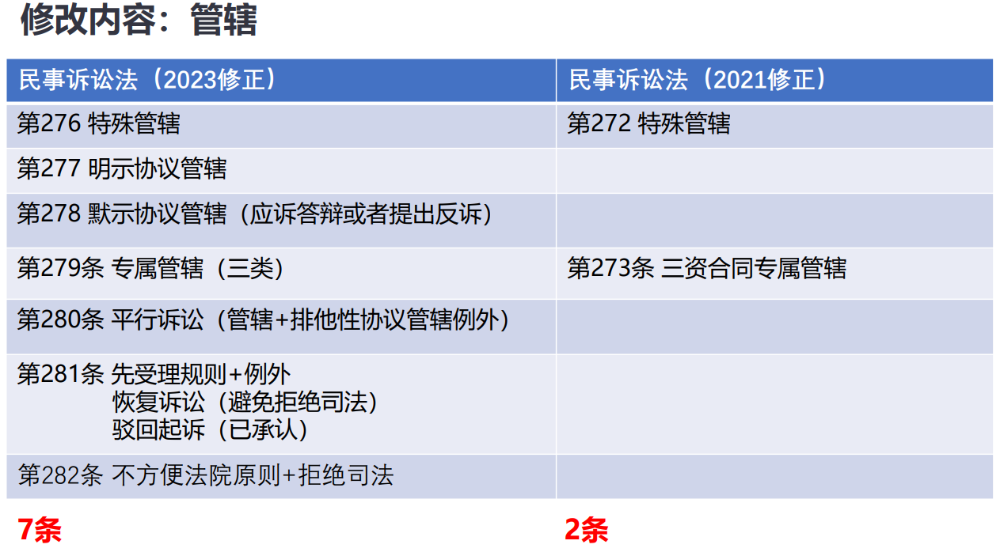 修改内容：管辖
民事诉讼法（2023修正）
民事诉讼法（2021修正）
第276 特殊管辖
第272 特殊管辖
第277 明示协议管辖
第278 默示协议管辖（应诉答辩或者提出反诉）
第279条 专属管辖（三类）
第273条 三资合同专属管辖
第280条 平行诉讼（管辖+排他性协议管辖例外）
第281条 先受理规则+例外
恢复诉讼（避免拒绝司法）
驳回起诉（已承认）
第282条 不方便法院原则+拒绝司法
7条
2条